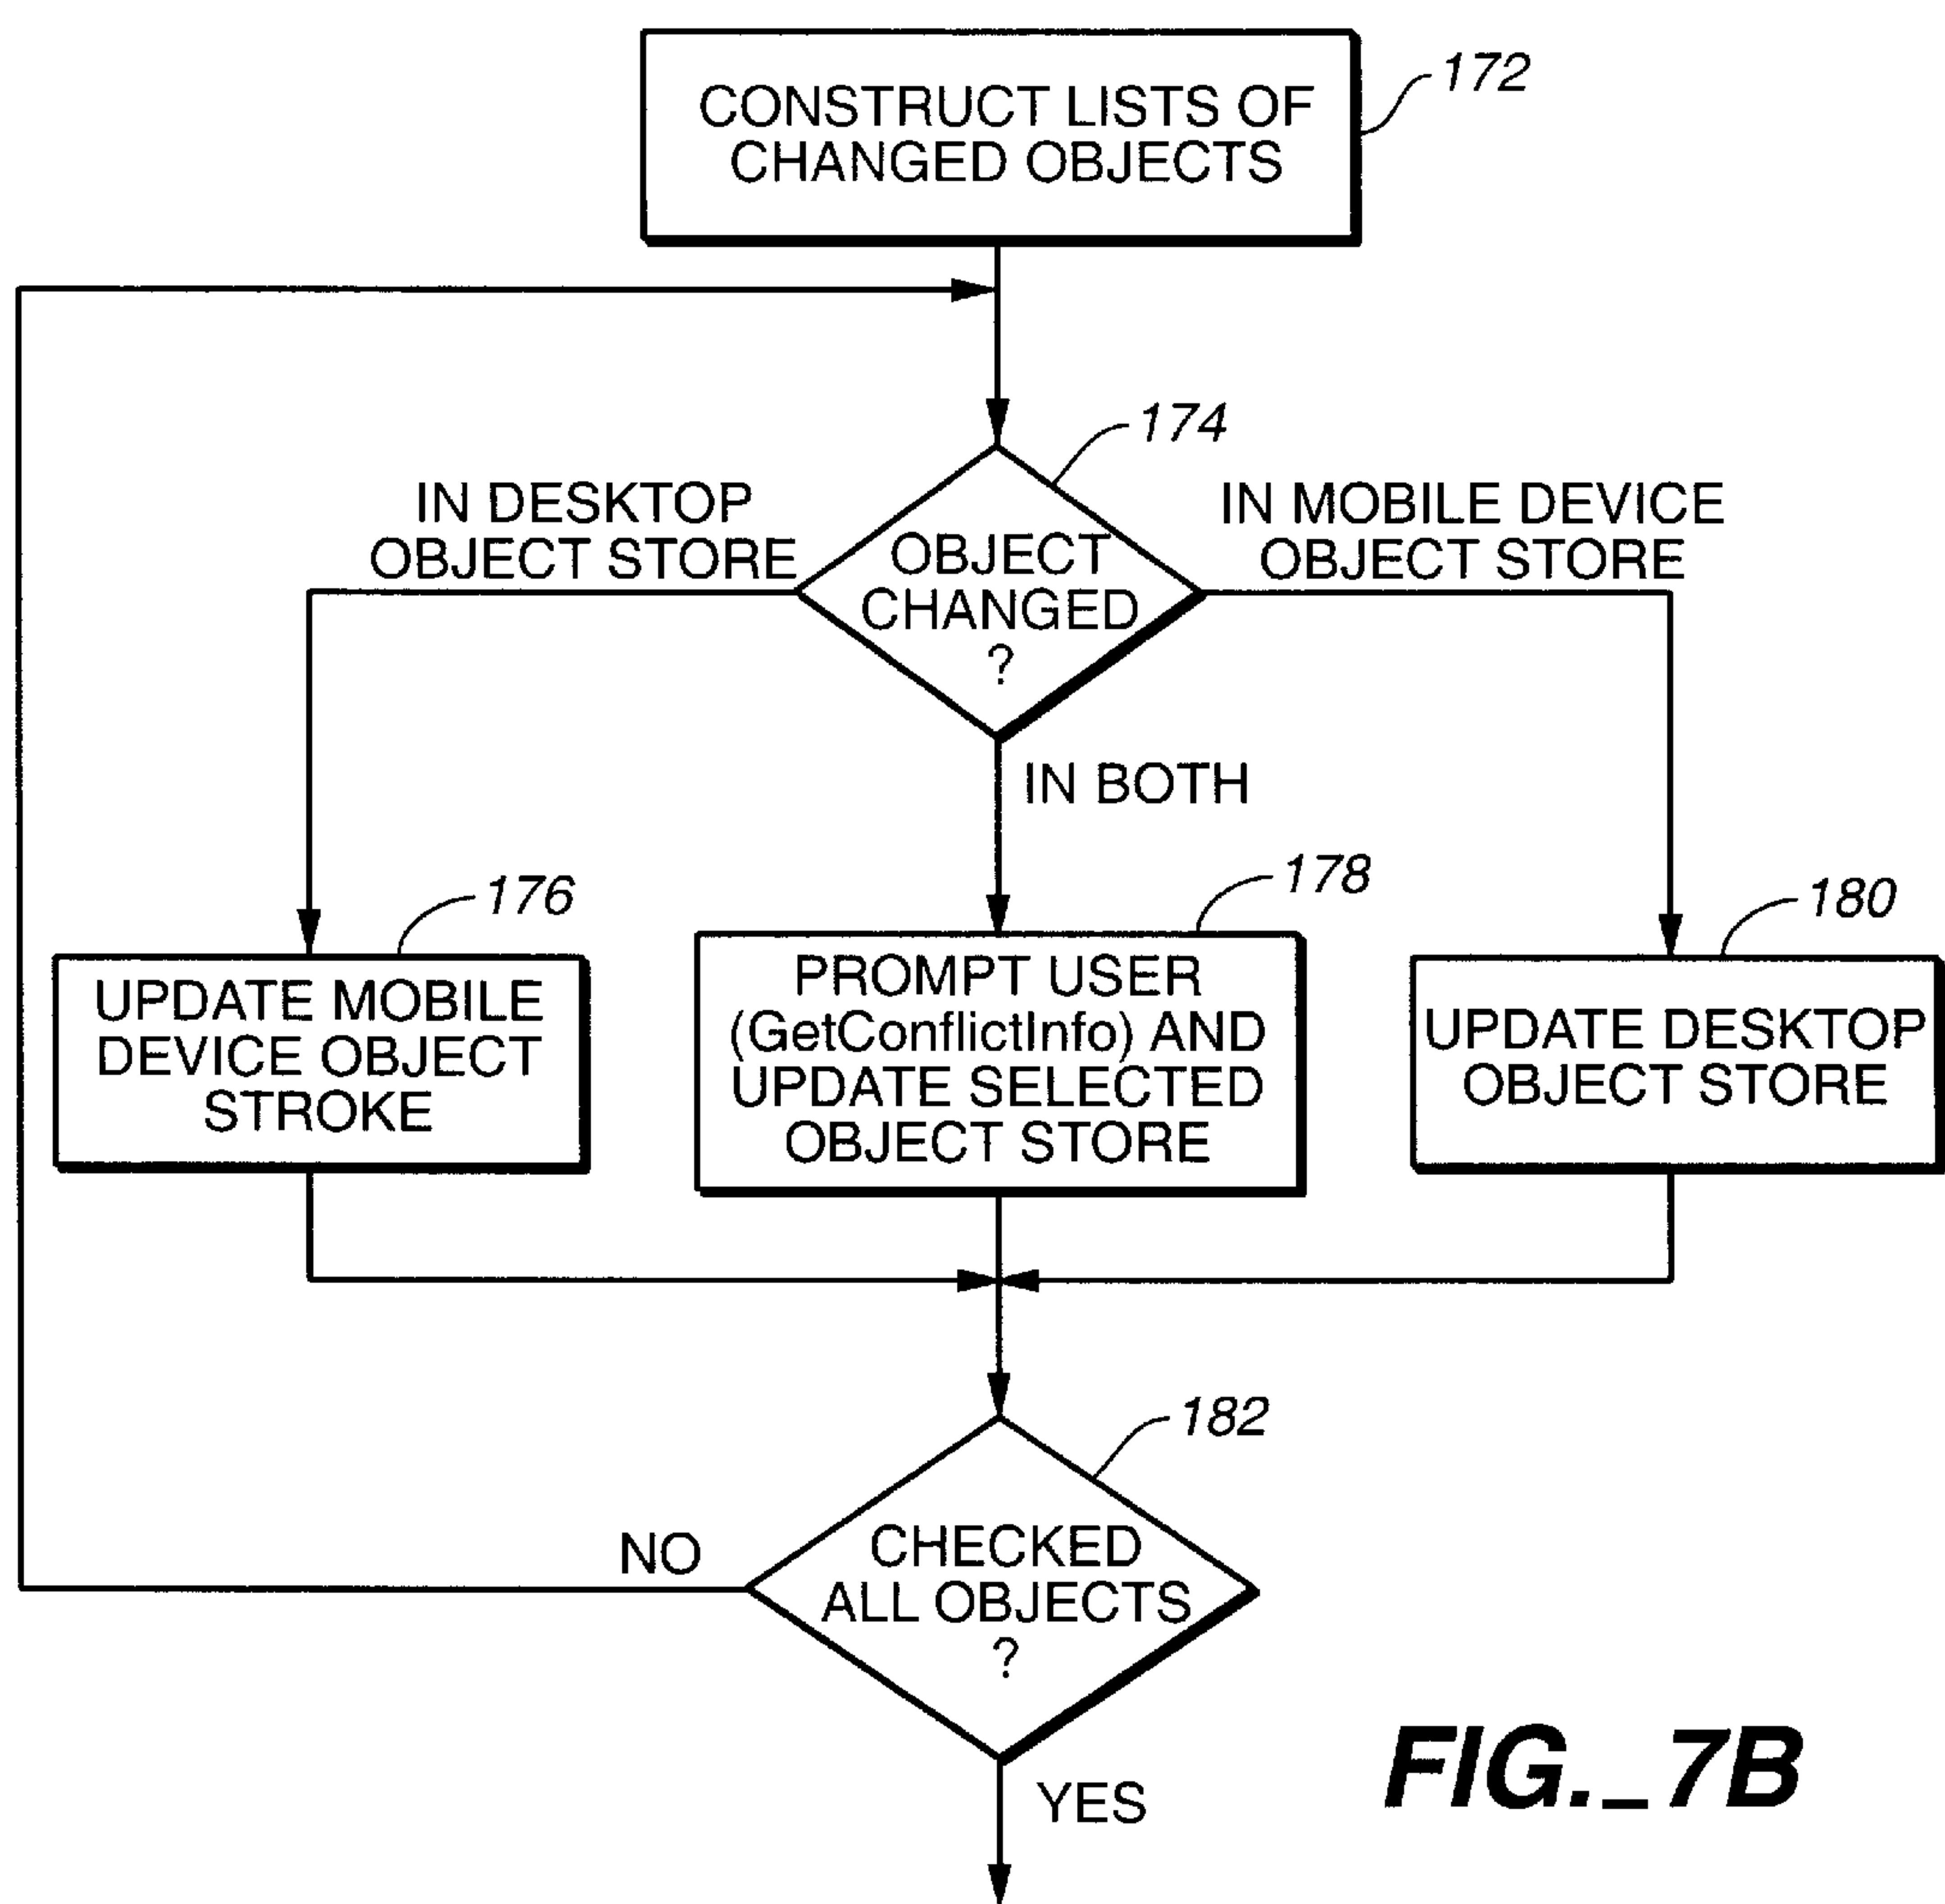 CONSTRUCT LISTS OF
CHANGED OBJECTS
172
174
IN DESKTOP
OBJECT STORE
OBJECT
CHANGED
?
IN MOBILE DEVICE
OBJECT STORE
IN BOTH
176
178
180
UPDATE MOBILE
DEVICE OBJECT
STROKE
PROMPT USER
(GetConflictInfo) AND
UPDATE SELECTED
OBJECT STORE
UPDATE DESKTOP
OBJECT STORE
182
NO
CHECKED
ALL OBJECTS
?
YES
FIG._7B